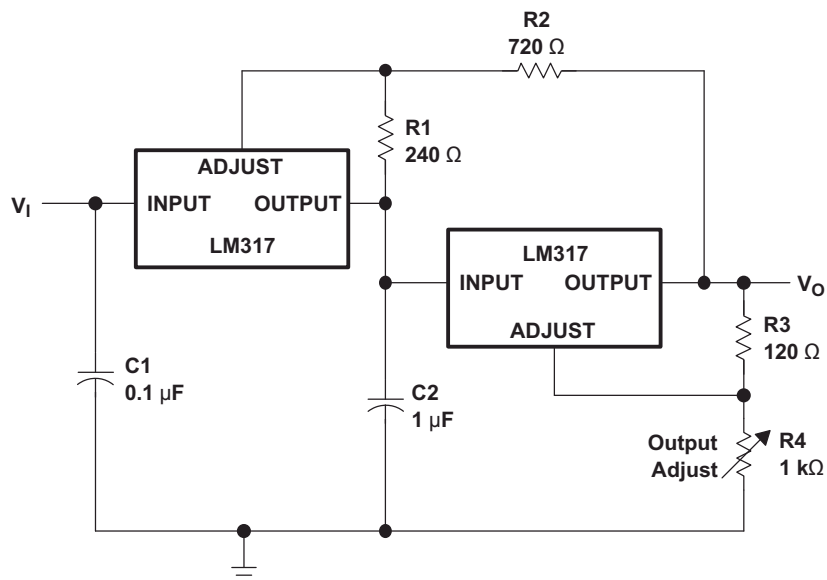 R2
720 Ω
R1
240 Ω
ADJUST
V_I
INPUT OUTPUT
LM317
LM317
INPUT OUTPUT
ADJUST
V_O
R3
120 Ω
C1
0.1 µF
C2
1 µF
Output
Adjust
R4
1 kΩ